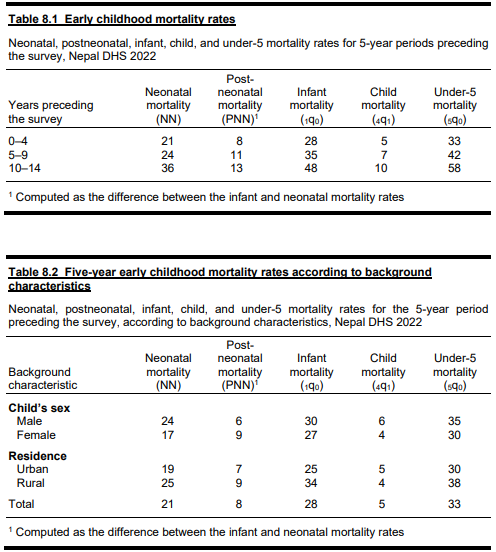 Table 8.1 Early childhood mortality rates
Neonatal, postneonatal, infant, child, and under-5 mortality rates for 5-year periods preceding
the survey, Nepal DHS 2022
Years preceding the survey Neonatal mortality (NN) Post-neonatal mortality (PNN)¹ Infant mortality (₁q₀) Child mortality (₄q₁) Under-5 mortality (₅q₀)
0–4 21 8 28 5 33
5–9 24 11 35 7 42
10–14 36 13 48 10 58
¹ Computed as the difference between the infant and neonatal mortality rates
Table 8.2 Five-year early childhood mortality rates according to background
characteristics
Neonatal, postneonatal, infant, child, and under-5 mortality rates for the 5-year period
preceding the survey, according to background characteristics, Nepal DHS 2022
Background characteristic Neonatal mortality (NN) Post-neonatal mortality (PNN)¹ Infant mortality (₁q₀) Child mortality (₄q₁) Under-5 mortality (₅q₀)
Child's sex
Male 24 6 30 6 35
Female 17 9 27 4 30
Residence
Urban 19 7 25 5 30
Rural 25 9 34 4 38
Total 21 8 28 5 33
¹ Computed as the difference between the infant and neonatal mortality rates